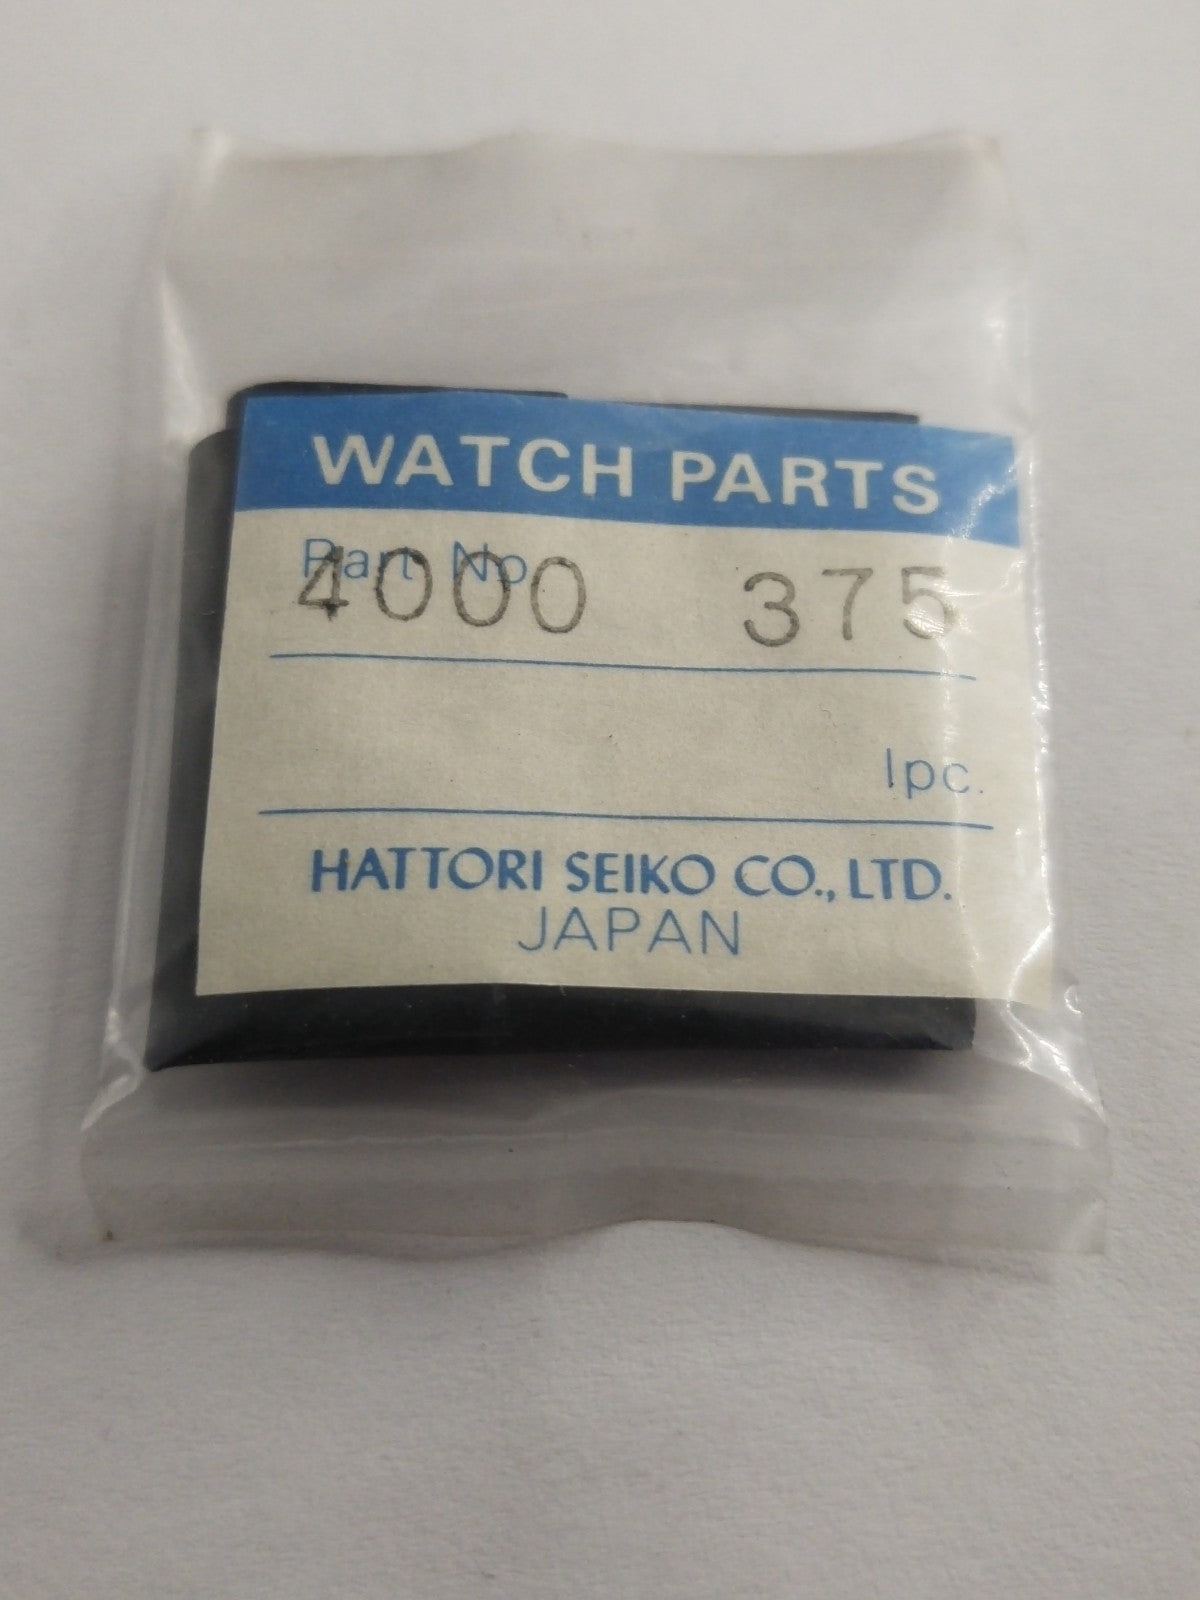 WATCH PARTS
Part No.
4000 375
1pc.
HATTORI SEIKO CO., LTD.
JAPAN